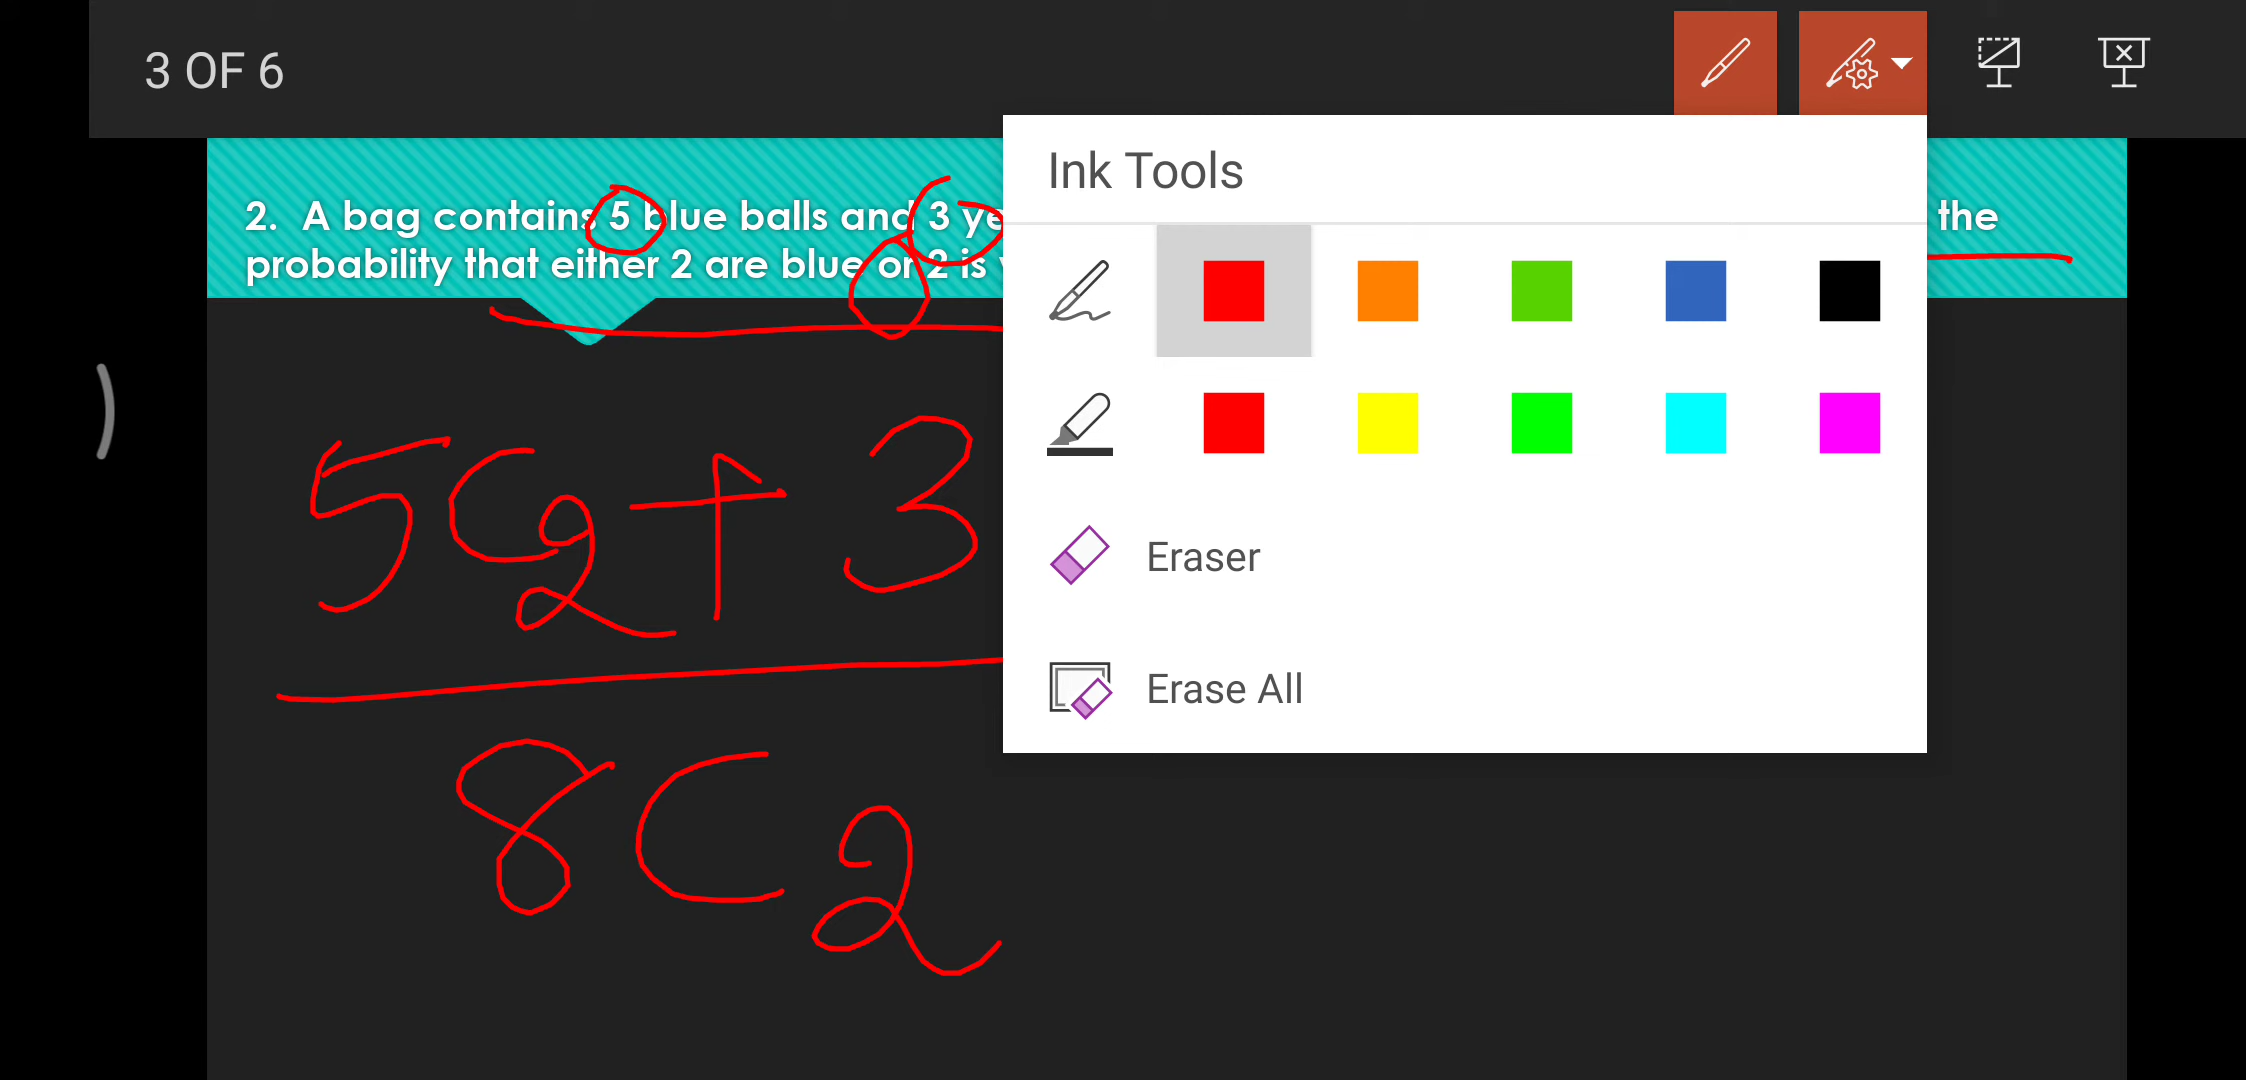 3 OF 6
Ink Tools
2. A bag contains 5 blue balls and 3 the
probability that either 2 are blue or 2 is
5C2 + 3
8C2
Eraser
Erase All